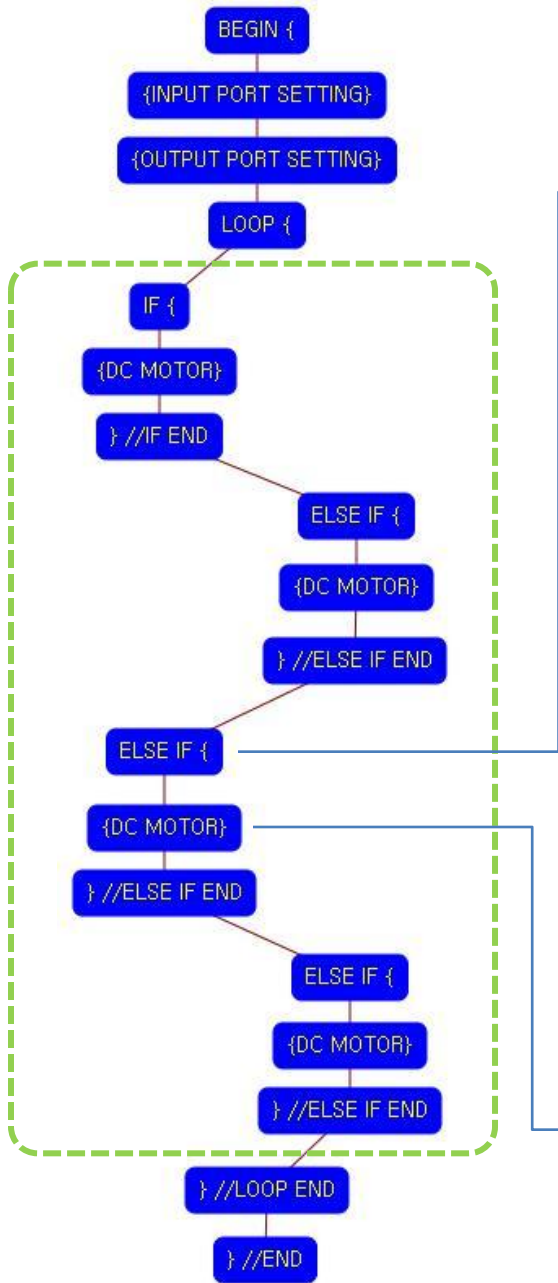 BEGIN {
{INPUT PORT SETTING}
{OUTPUT PORT SETTING}
LOOP {
IF {
{DC MOTOR}
} //IF END
ELSE IF {
{DC MOTOR}
} //ELSE IF END
ELSE IF {
{DC MOTOR}
} //ELSE IF END
ELSE IF {
{DC MOTOR}
} //ELSE IF END
} //LOOP END
} //END